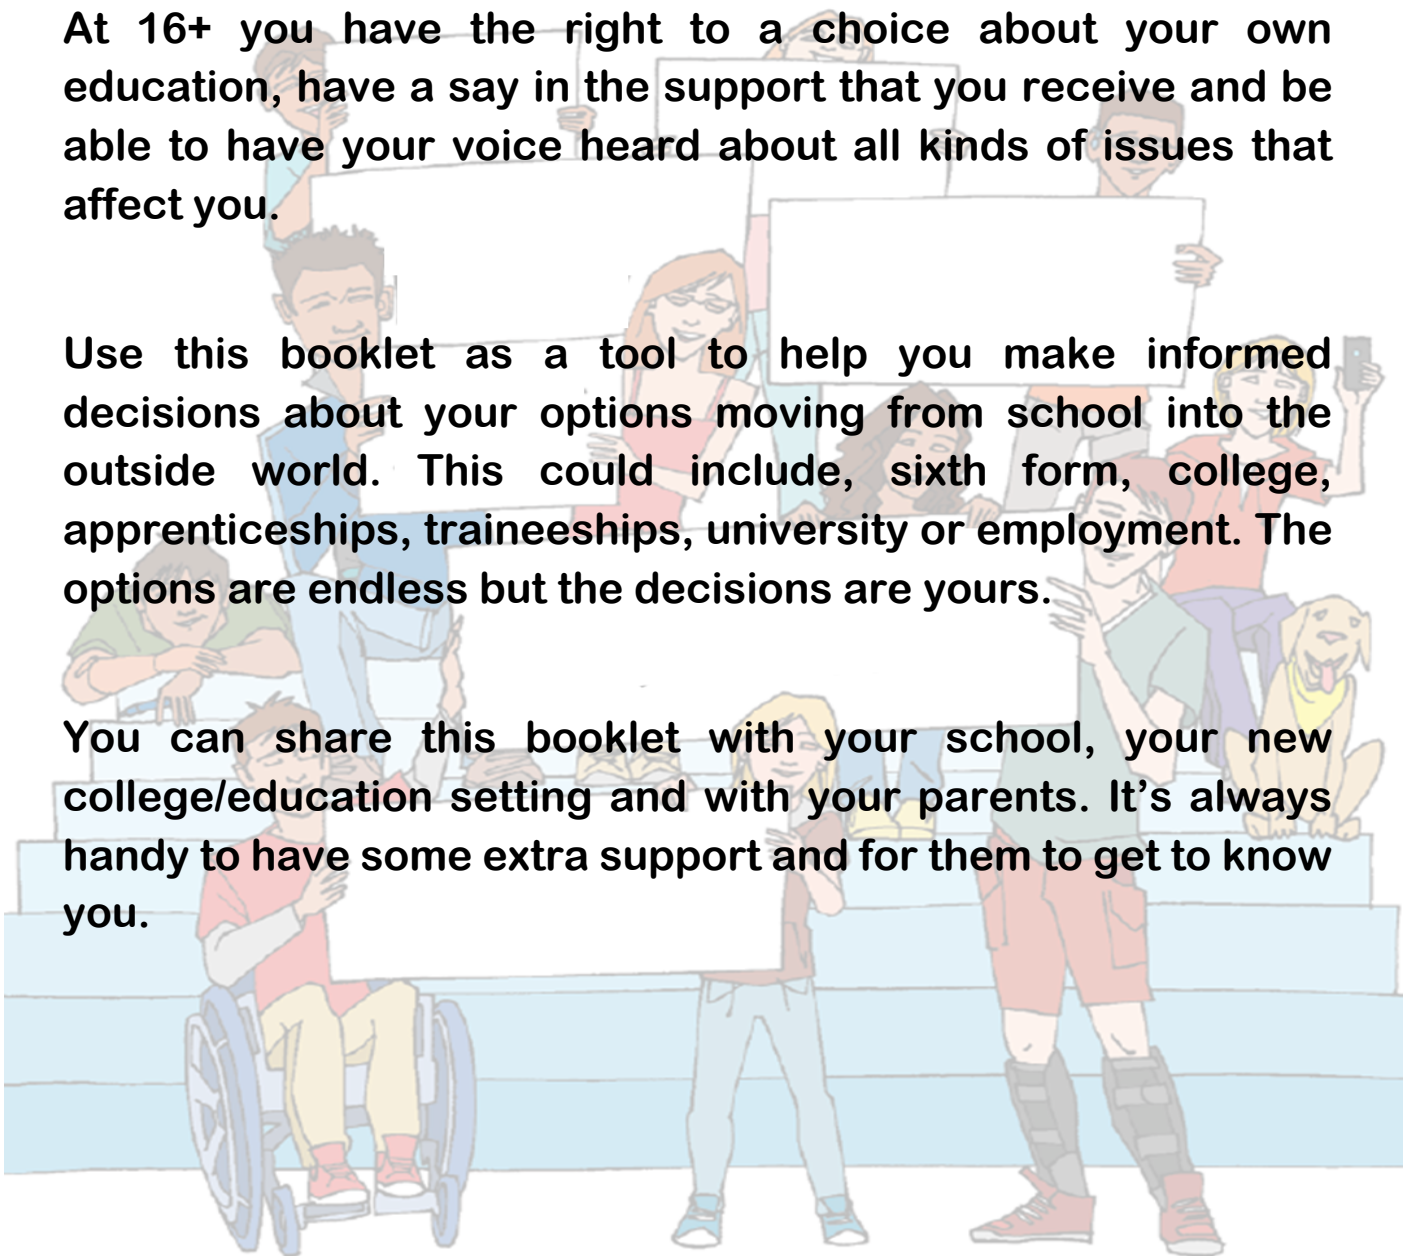 At 16+ you have the right to a choice about your own
education, have a say in the support that you receive and be
able to have your voice heard about all kinds of issues that
affect you.
Use this booklet as a tool to help you make informed
decisions about your options moving from school into the
outside world. This could include, sixth form, college,
apprenticeships, traineeships, university or employment. The
options are endless but the decisions are yours.
You can share this booklet with your school, your new
college/education setting and with your parents. It’s always
handy to have some extra support and for them to get to know
you.